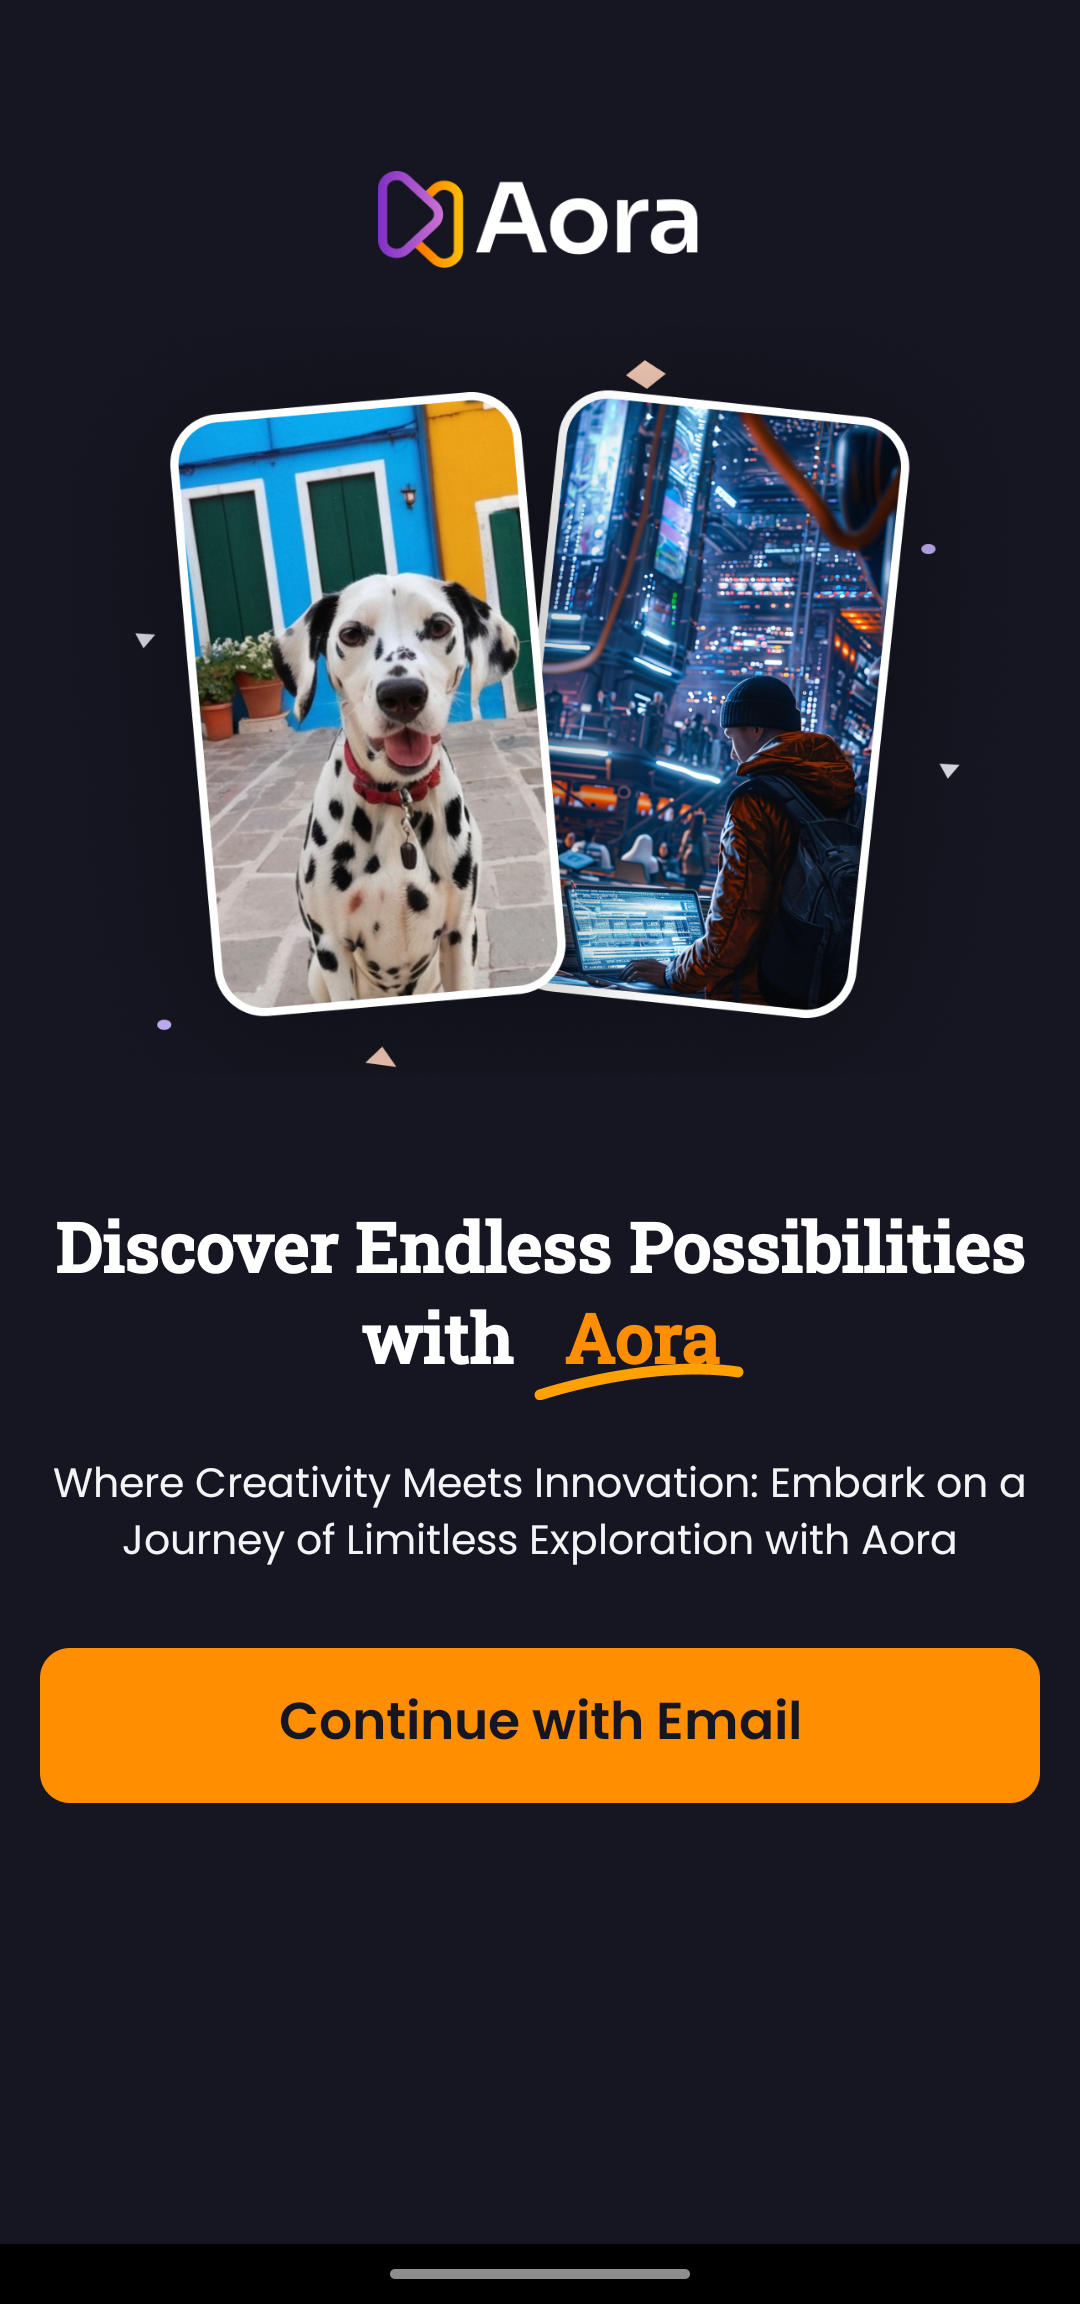 Aora
Discover Endless Possibilities
with Aora
Where Creativity Meets Innovation: Embark on a
Journey of Limitless Exploration with Aora
Continue with Email